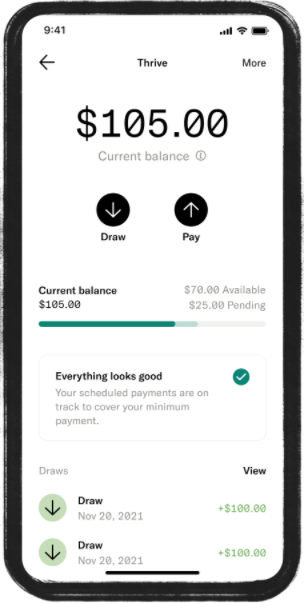 9:41
Thrive More
$105.00
Current balance
Draw Pay
Current balance $70.00 Available
$105.00 $25.00 Pending
Everything looks good
Your scheduled payments are on
track to cover your minimum
payment.
Draws View
Draw
Nov 20, 2021 +$100.00
Draw
Nov 20, 2021 +$100.00